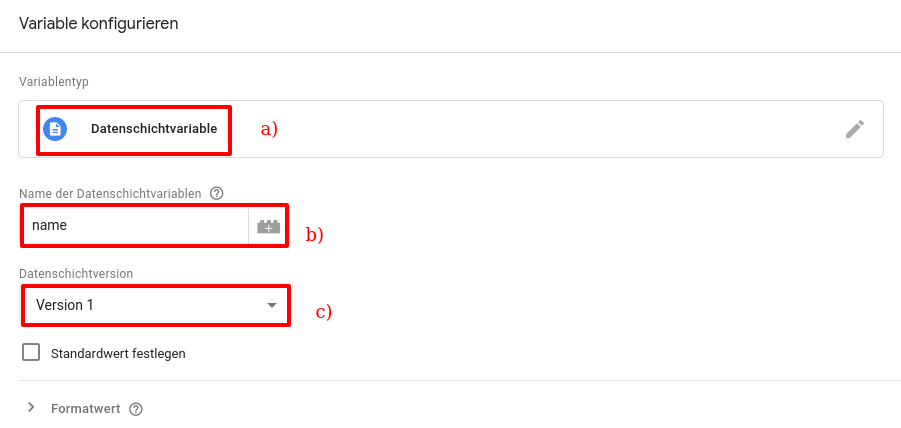 Variable konfigurieren
Variablentyp
Datenschichtvariable
a)
Name der Datenschichtvariablen
name
b)
Datenschichtversion
Version 1
c)
Standardwert festlegen
Formatwert